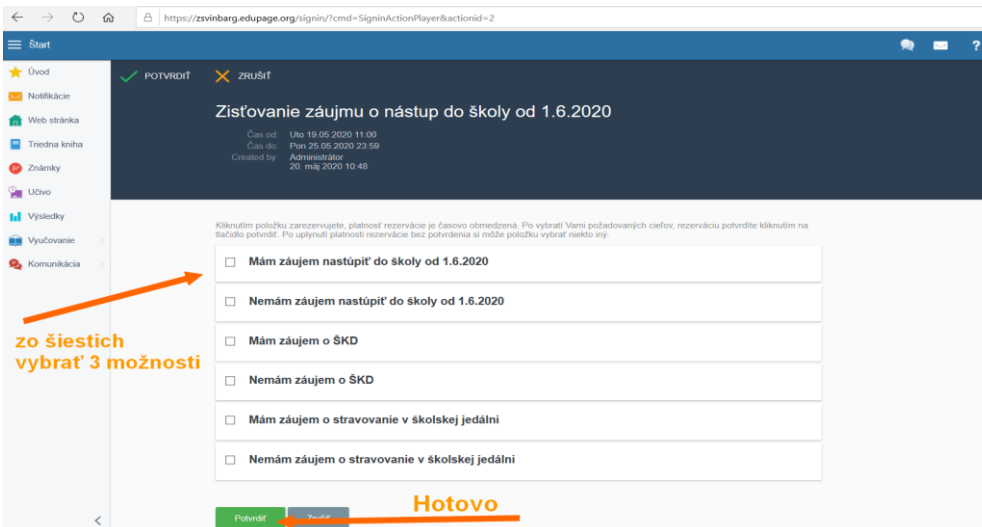 https://zsvinbarg.edupage.org/signin/?cmd=SigninActionPlayer&actionid=2
Štart
?
Úvod
Notifikácie
Web stránka
Triedna kniha
Známky
Učivo
Výsledky
Vyučovanie
Komunikácia
POTVRDIŤ
ZRUŠIŤ
Zisťovanie záujmu o nástup do školy od 1.6.2020
Čas od: Uto 19.05.2020 11:00
Čas do: Pon 25.05.2020 23:59
Created by: Administrátor
20. máj 2020 10:48
Kliknutím položku zarezervujete, platnosť rezervácie je časovo obmedzená. Po vybratí Vami požadovaných cieľov, rezerváciu potvrdíte kliknutím na
tlačidlo potvrdiť. Po uplynutí platnosti rezervácie bez potvrdenia si môže položku vybrať niekto iný.
Mám záujem nastúpiť do školy od 1.6.2020
Nemám záujem nastúpiť do školy od 1.6.2020
Mám záujem o ŠKD
Nemám záujem o ŠKD
Mám záujem o stravovanie v školskej jedálni
Nemám záujem o stravovanie v školskej jedálni
zo šiestich
vybrať 3 možnosti
Potvrdiť
Zrušiť
Hotovo